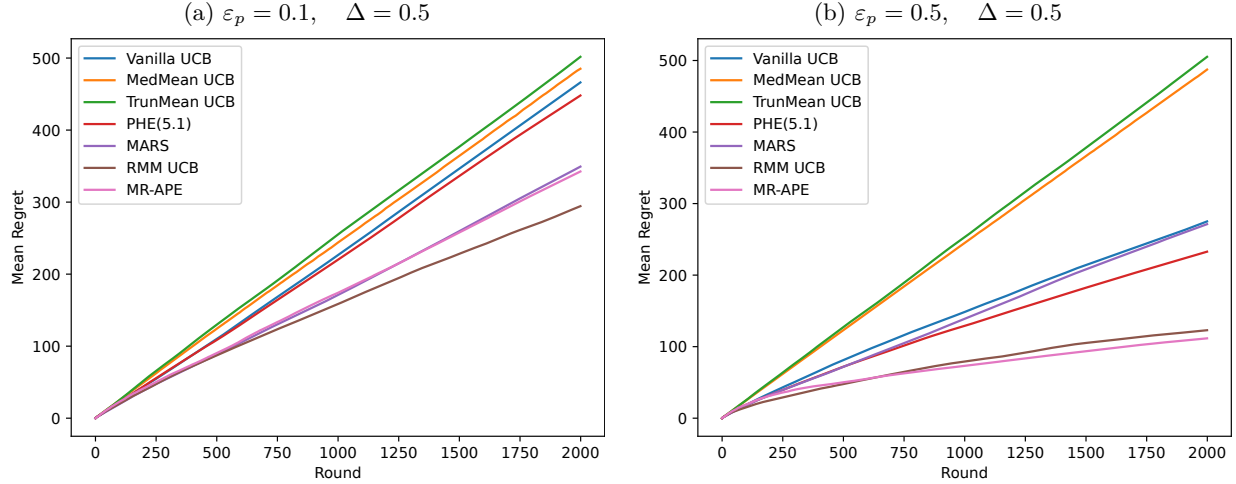 (a) εp = 0.1, Δ = 0.5
500
400
300
200
100
0
Mean Regret
Vanilla UCB
MedMean UCB
TrunMean UCB
PHE(5.1)
MARS
RMM UCB
MR-APE
0 250 500 750 1000 1250 1500 1750 2000
Round
(b) εp = 0.5, Δ = 0.5
500
400
300
200
100
0
Mean Regret
Vanilla UCB
MedMean UCB
TrunMean UCB
PHE(5.1)
MARS
RMM UCB
MR-APE
0 250 500 750 1000 1250 1500 1750 2000
Round